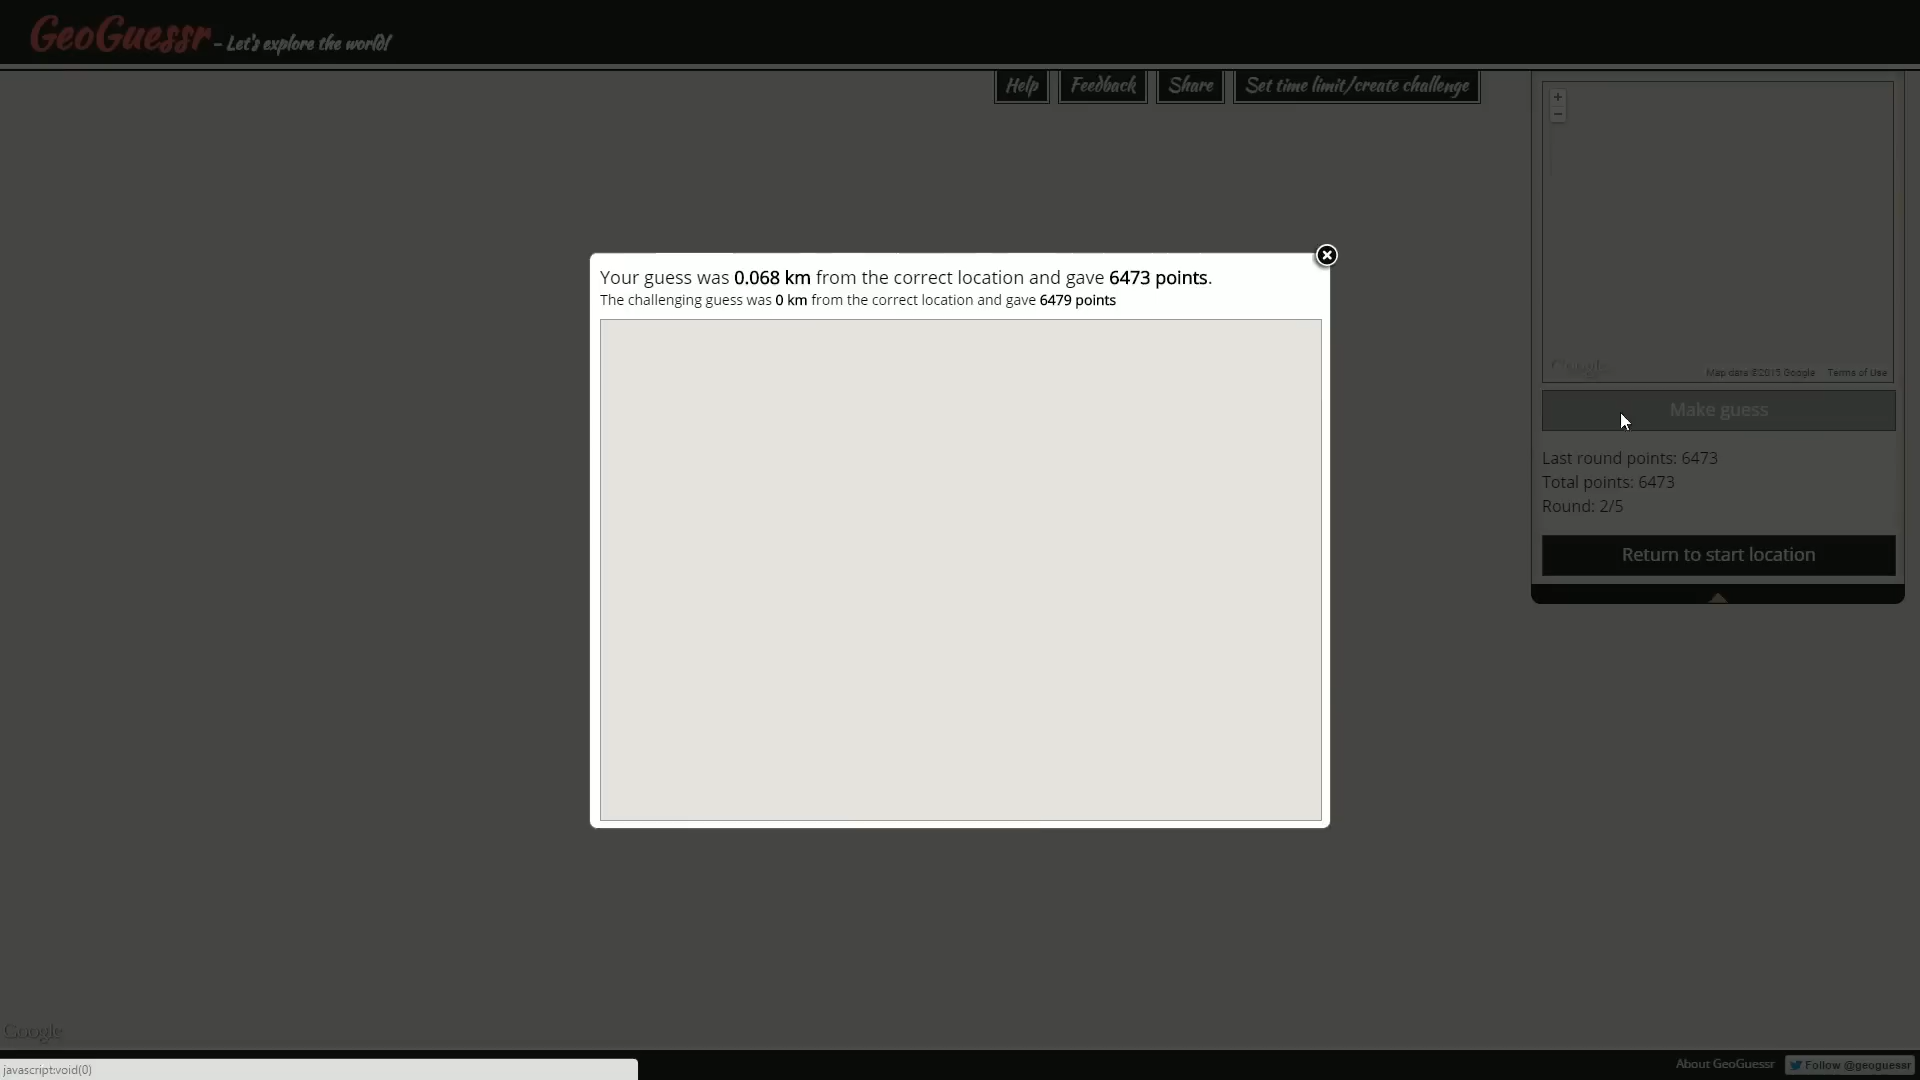 GeoGuessr - Let's explore the world!
Help
Feedback
Share
Set time limit/create challenge
+
-
Google
Map data ©2015 Google
Terms of Use
Make guess
Last round points: 6473
Total points: 6473
Round: 2/5
Return to start location
Your guess was 0.068 km from the correct location and gave 6473 points.
The challenging guess was 0 km from the correct location and gave 6479 points
Google
javascript:void(0)
About GeoGuessr
Follow @geoguessr